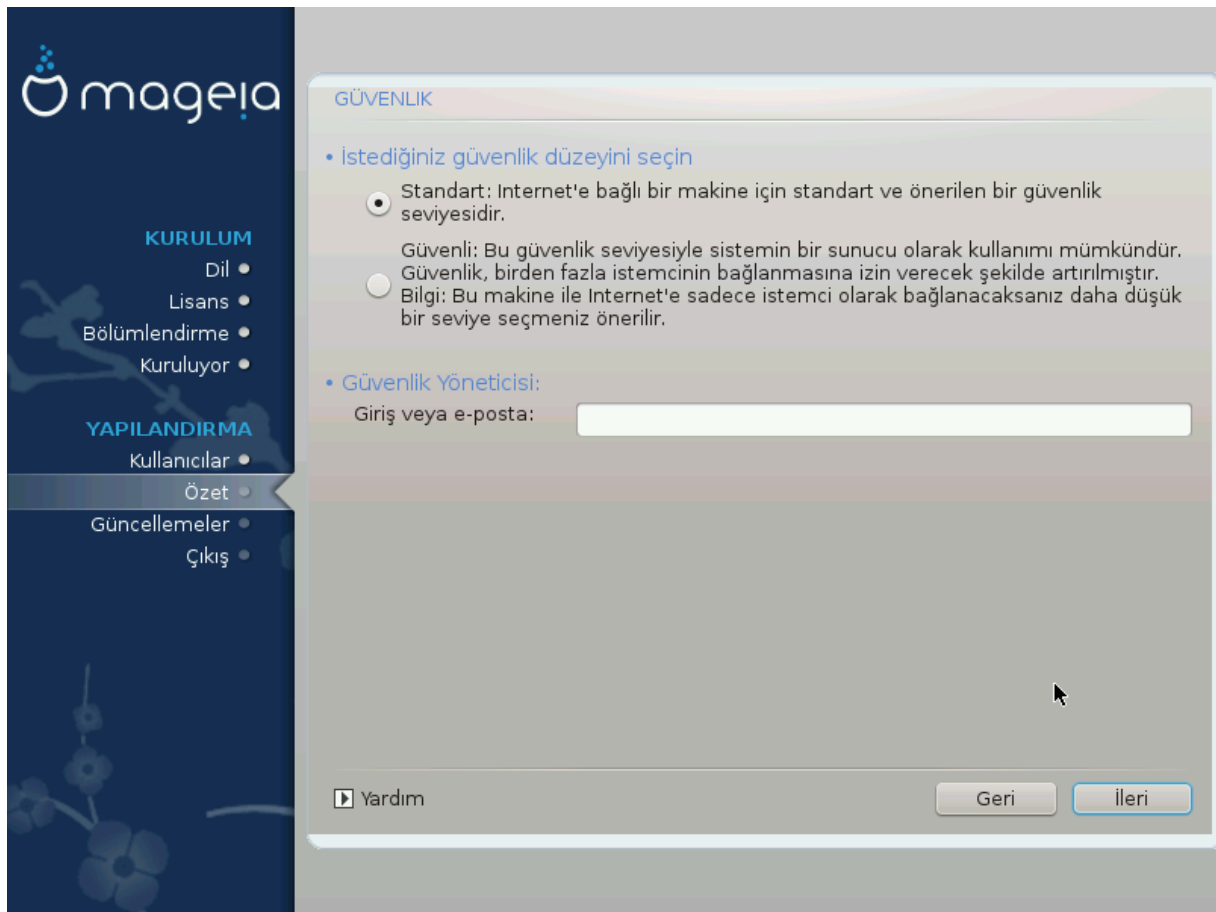 mageia
KURULUM
Dil
Lisans
Bölümlendirme
Kuruluyor
YAPILANDIRMA
Kullanıcılar
Özet
Güncellemeler
Çıkış
GÜVENLIK
• İstediğiniz güvenlik düzeyini seçin
Standart: Internet'e bağlı bir makine için standart ve önerilen bir güvenlik
seviyesidir.
Güvenli: Bu güvenlik seviyesiyle sistemin bir sunucu olarak kullanımı mümkündür.
Güvenlik, birden fazla istemcinin bağlanmasına izin verecek şekilde artırılmıştır.
Bilgi: Bu makine ile Internet'e sadece istemci olarak bağlanacaksanız daha düşük
bir seviye seçmeniz önerilir.
• Güvenlik Yöneticisi:
Giriş veya e-posta:
Yardım
Geri
İleri